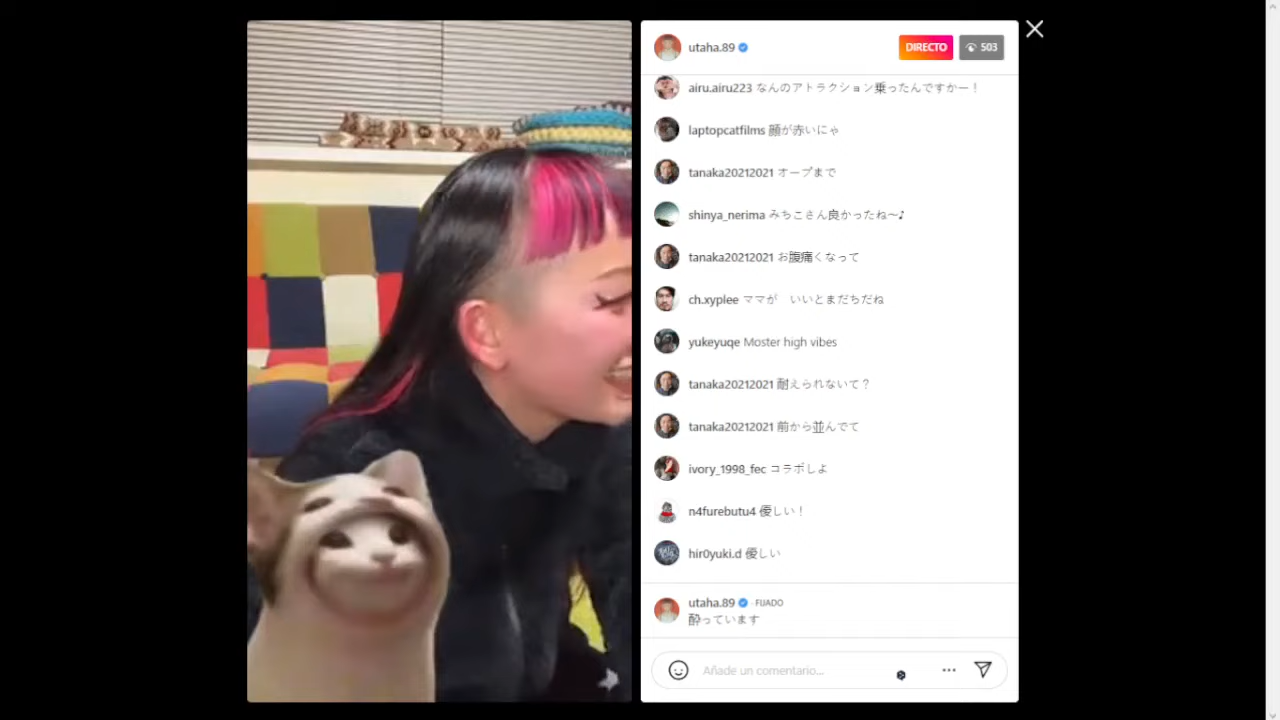 utaha.89
DIRECTO
503
airu.airu223 なんのアトラクション乗ったんですかー！
laptopcatfilms 顔が赤いにゃ
tanaka20212021 オープまで
shinya_nerima みちこさん良かったね〜♪
tanaka20212021 お腹痛くなって
ch.xyplee ママが　いいとまだちだね
yukeyuqe Moster high vibes
tanaka20212021 耐えられないて？
tanaka20212021 前から並んでて
ivory_1998_fec コラボしよ
n4furebutu4 優しい！
hir0yuki.d 優しい
utaha.89 · FIJADO
酔っています
Añade un comentario...